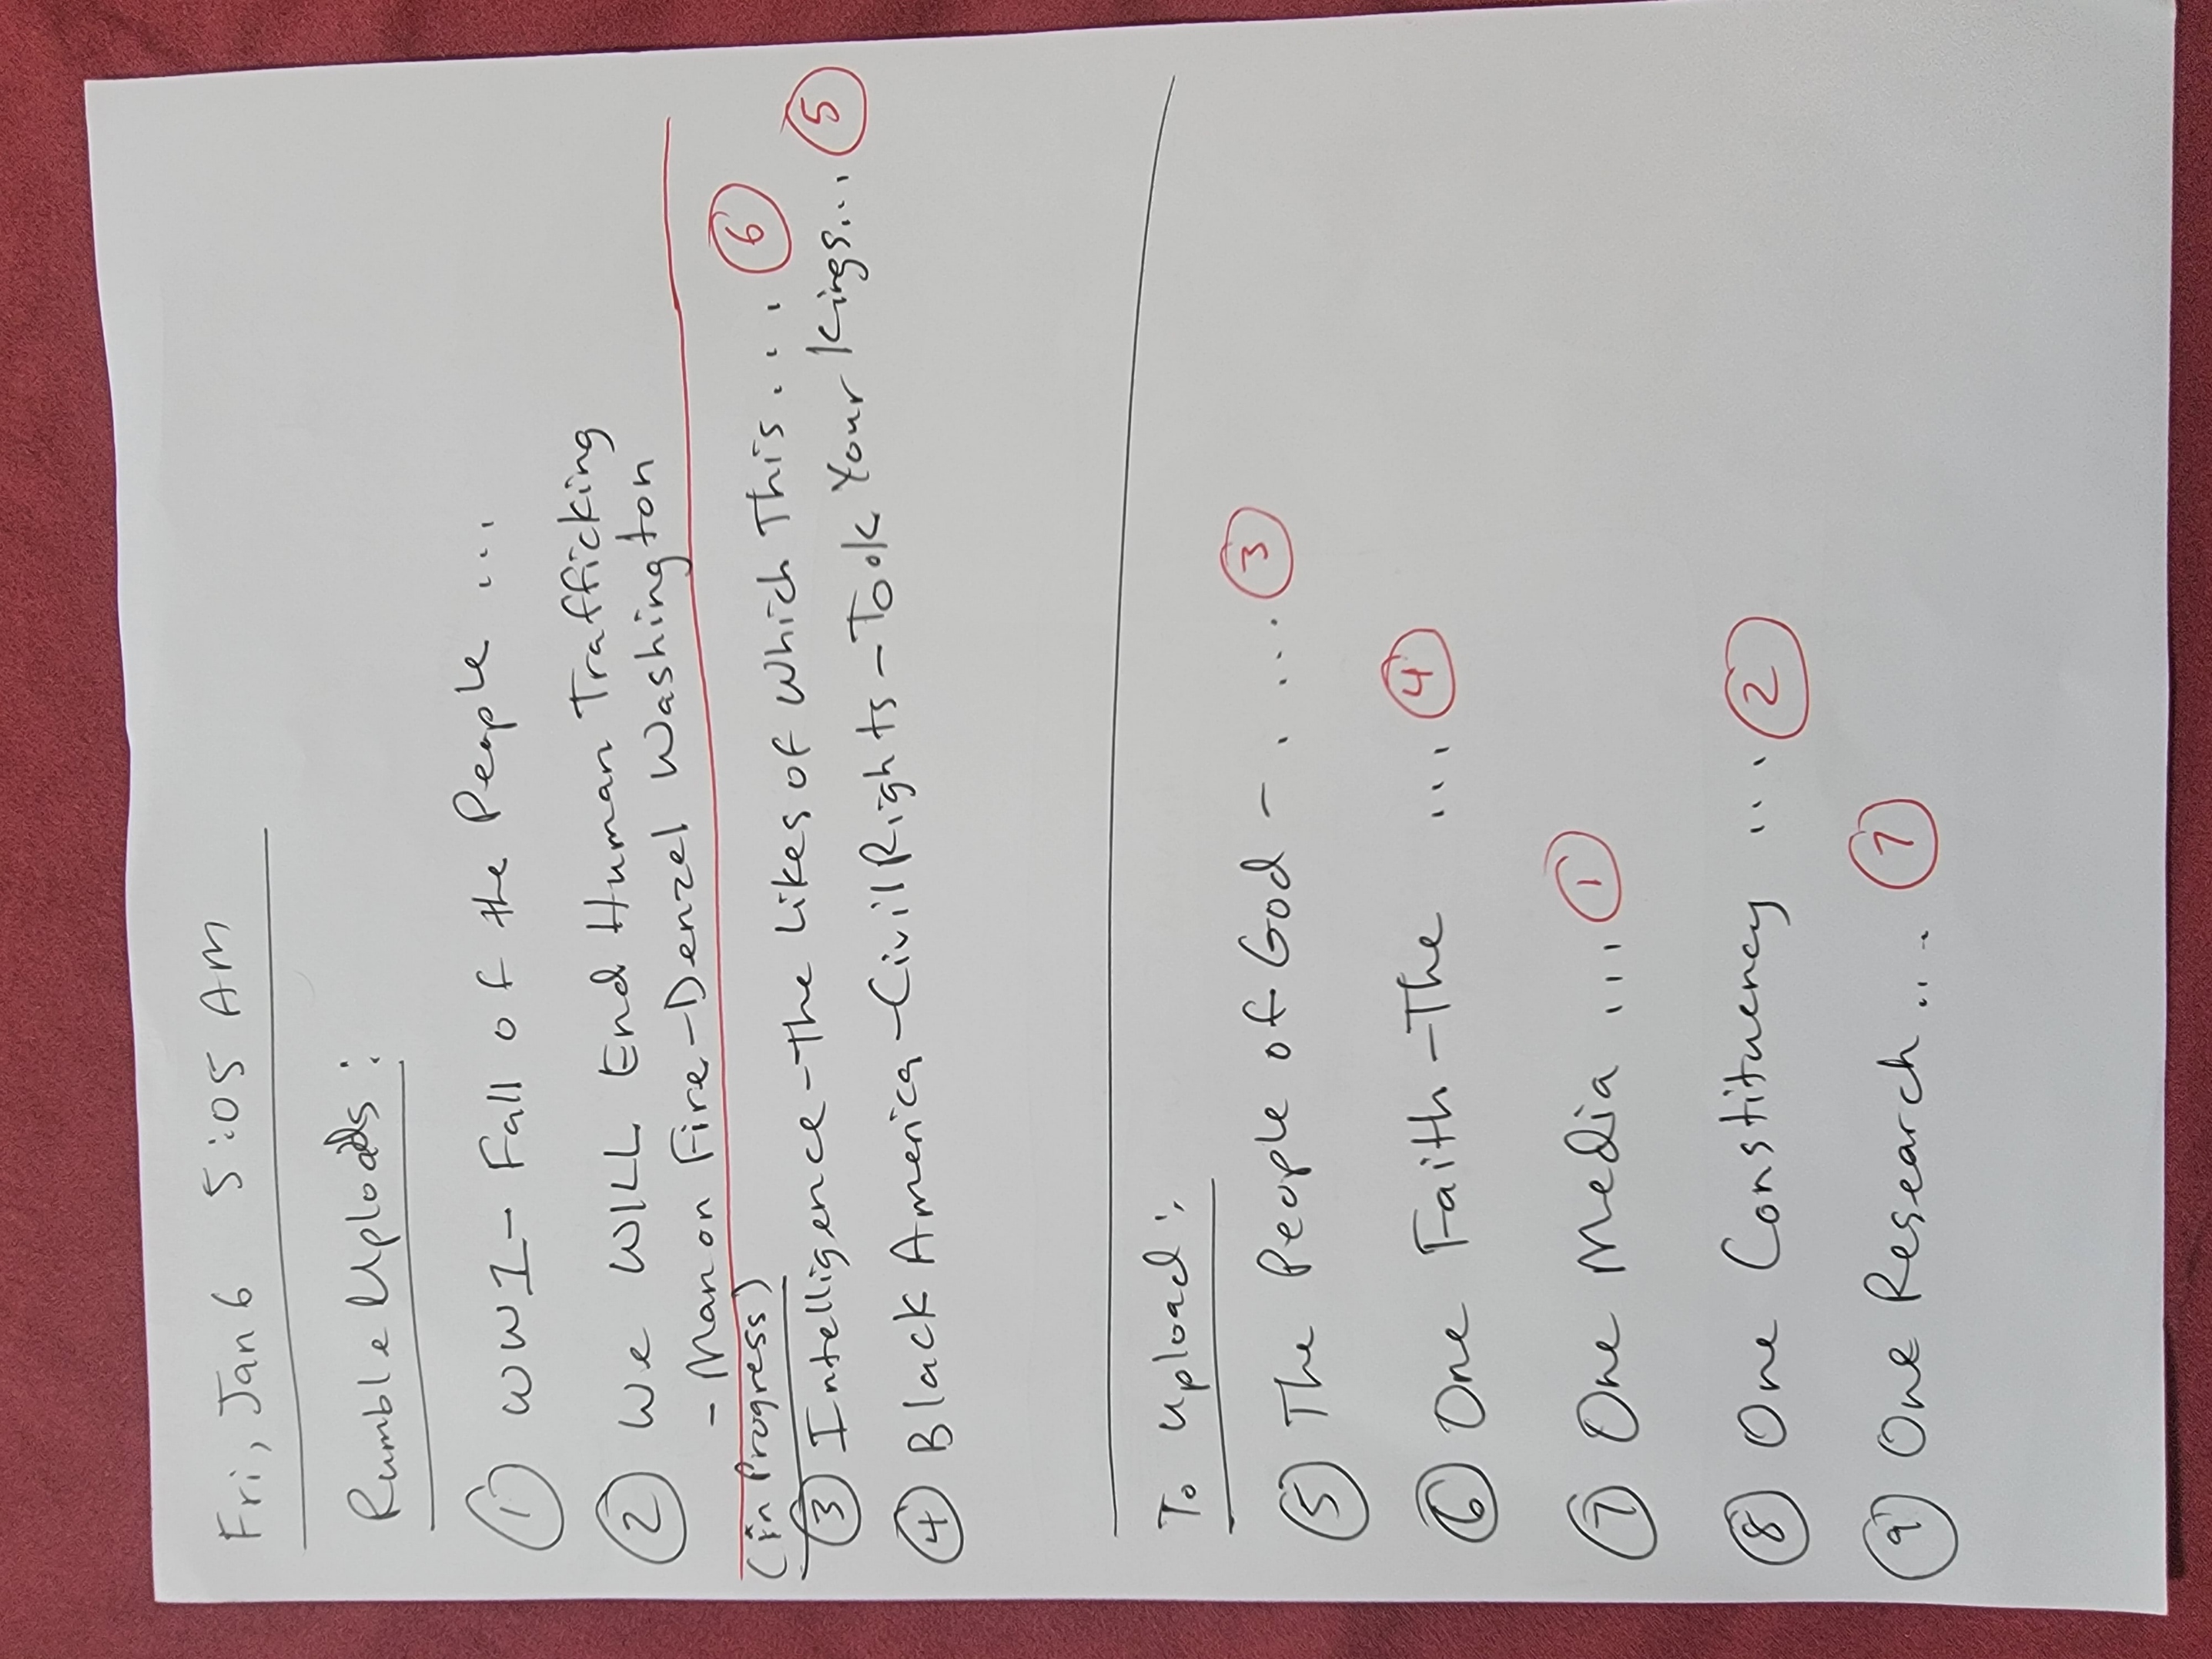 Fri, Jan 6 5:05 AM
Rumble Uploads:
① WW1- Fall of the People ...
② We WILL End Human Trafficking
- Man on Fire - Denzel Washington
(in Progress)
③ Intelligence - The Likes of Which This... ⑥
④ Black America - Civil Rights - Took Your Kings... ⑤
To Upload:
⑤ The People of God - .... ③
⑥ One Faith - The ... ④
⑦ One Media ... ①
⑧ One Constituency ... ②
⑨ One Research.... ⑦